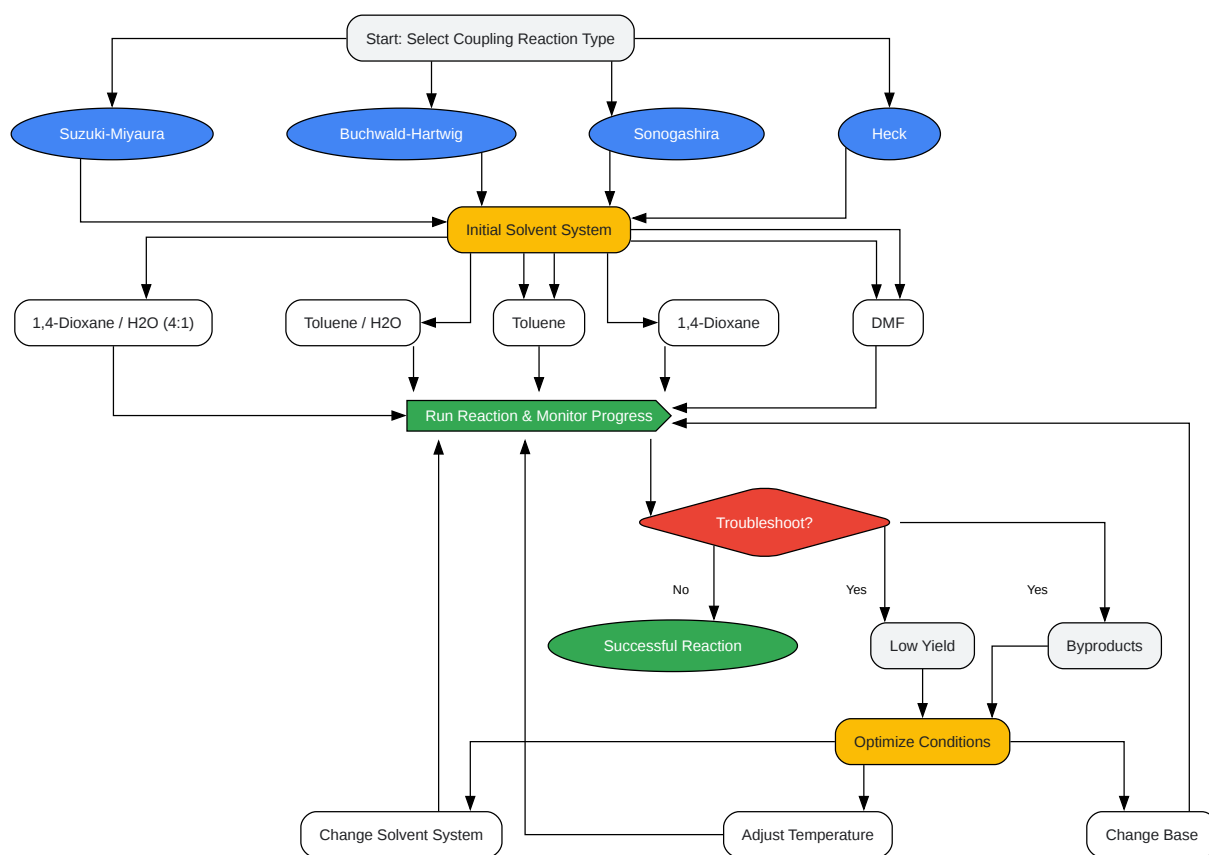 Start: Select Coupling Reaction Type
Suzuki-Miyaura
Buchwald-Hartwig
Sonogashira
Heck
Initial Solvent System
1,4-Dioxane / H2O (4:1)
Toluene / H2O
Toluene
1,4-Dioxane
DMF
Run Reaction & Monitor Progress
Troubleshoot?
No
Yes
Yes
Successful Reaction
Low Yield
Byproducts
Optimize Conditions
Change Solvent System
Adjust Temperature
Change Base